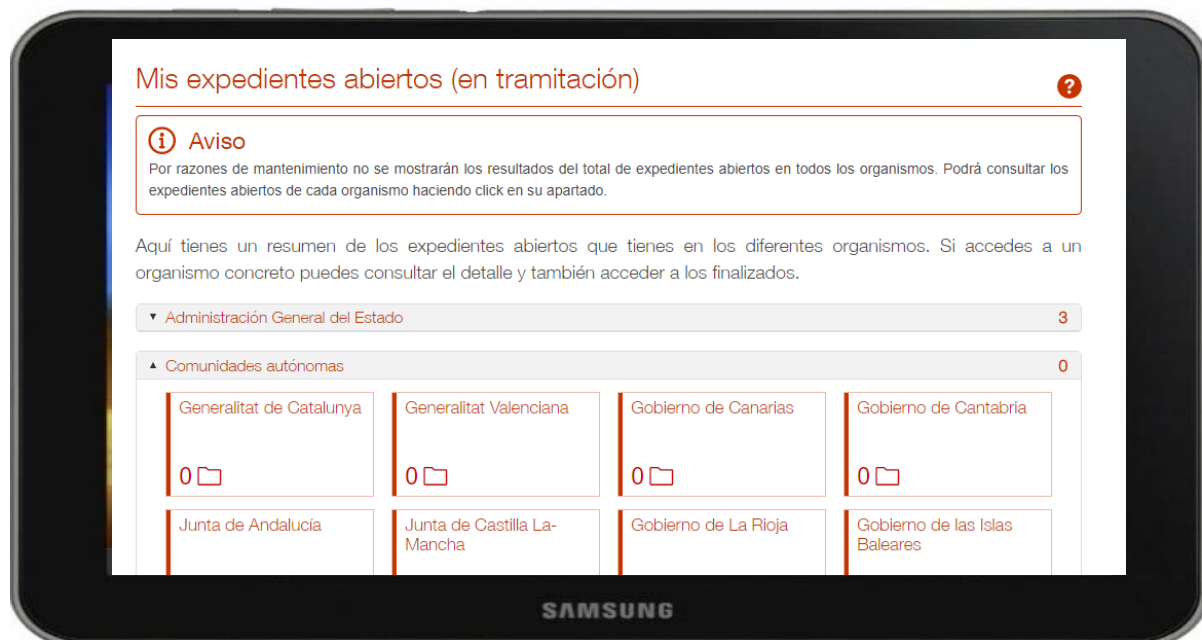 Mis expedientes abiertos (en tramitación)
?
i Aviso
Por razones de mantenimiento no se mostrarán los resultados del total de expedientes abiertos en todos los organismos. Podrá consultar los
expedientes abiertos de cada organismo haciendo click en su apartado.
Aquí tienes un resumen de los expedientes abiertos que tienes en los diferentes organismos. Si accedes a un
organismo concreto puedes consultar el detalle y también acceder a los finalizados.
Administración General del Estado 3
Comunidades autónomas 0
Generalitat de Catalunya
0
Generalitat Valenciana
0
Gobierno de Canarias
0
Gobierno de Cantabria
0
Junta de Andalucía
Junta de Castilla La-
Mancha
Gobierno de La Rioja
Gobierno de las Islas
Baleares
SAMSUNG